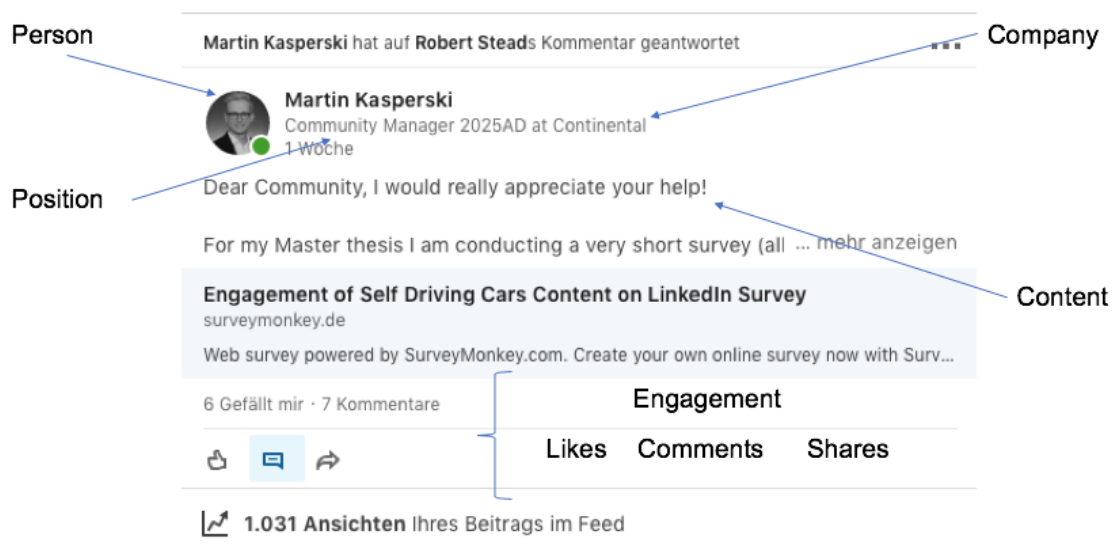 Person
Martin Kasperski hat auf Robert Steads Kommentar geantwortet
Company
Martin Kasperski
Community Manager 2025AD at Continental
1 Woche
Position
Dear Community, I would really appreciate your help!
For my Master thesis I am conducting a very short survey (all ... mehr anzeigen
Content
Engagement of Self Driving Cars Content on LinkedIn Survey
surveymonkey.de
Web survey powered by SurveyMonkey.com. Create your own online survey now with Surv...
6 Gefällt mir · 7 Kommentare
Engagement
Likes Comments Shares
1.031 Ansichten Ihres Beitrags im Feed